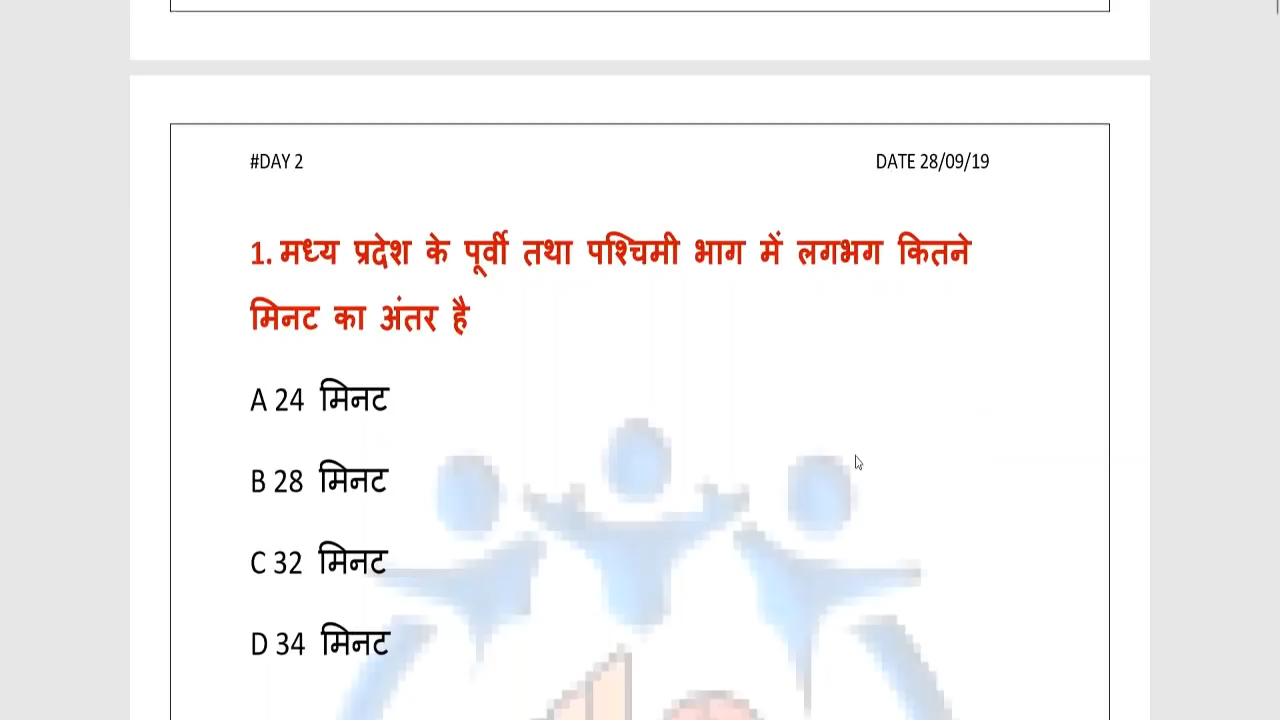 #DAY 2 DATE 28/09/19
1. मध्य प्रदेश के पूर्वी तथा पश्चिमी भाग में लगभग कितने
मिनट का अंतर है
A 24 मिनट
B 28 मिनट
C 32 मिनट
D 34 मिनट